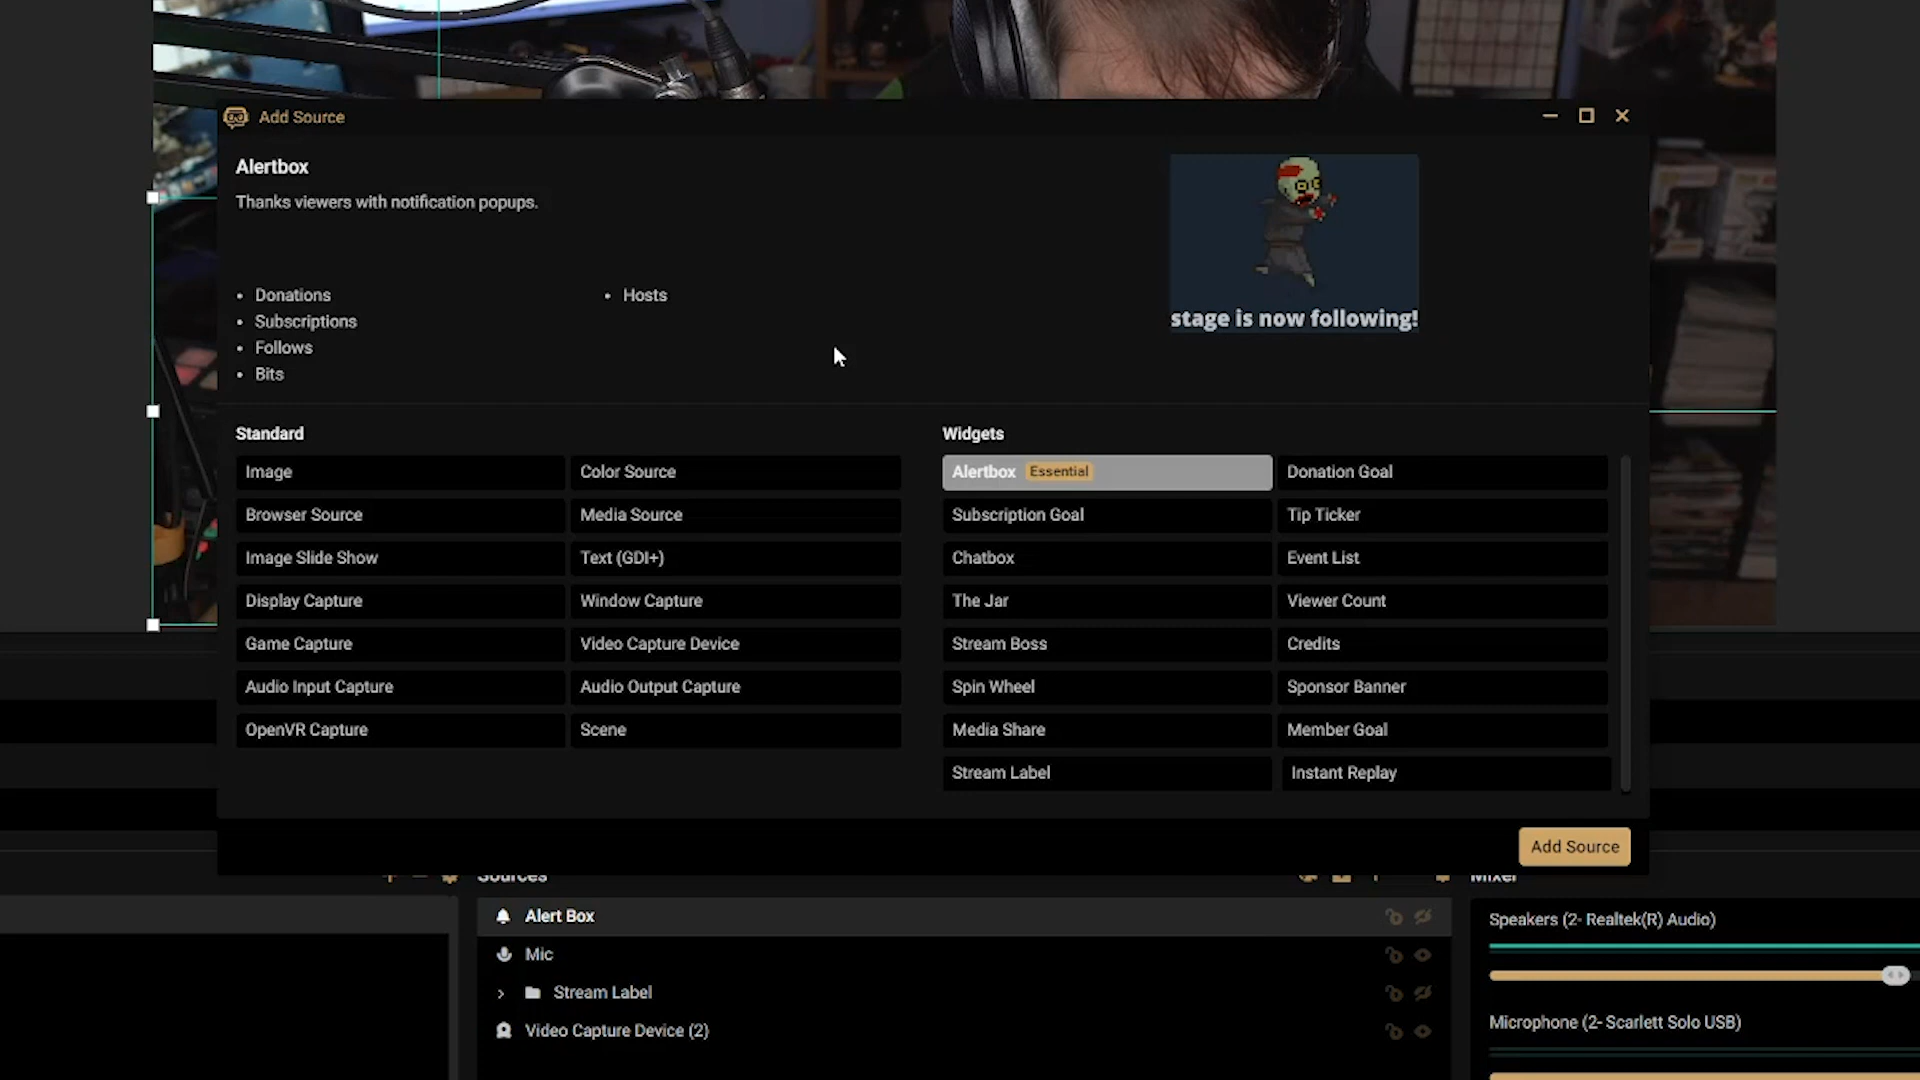 Add Source
Alertbox
Thanks viewers with notification popups.
Donations
Subscriptions
Follows
Bits
Hosts
stage is now following!
Standard
Image
Color Source
Browser Source
Media Source
Image Slide Show
Text (GDI+)
Display Capture
Window Capture
Game Capture
Video Capture Device
Audio Input Capture
Audio Output Capture
OpenVR Capture
Scene
Widgets
Alertbox Essential
Donation Goal
Subscription Goal
Tip Ticker
Chatbox
Event List
The Jar
Viewer Count
Stream Boss
Credits
Spin Wheel
Sponsor Banner
Media Share
Member Goal
Stream Label
Instant Replay
Add Source
Sources
Alert Box
Mic
Stream Label
Video Capture Device (2)
Mixer
Speakers (2- Realtek(R) Audio)
Microphone (2- Scarlett Solo USB)